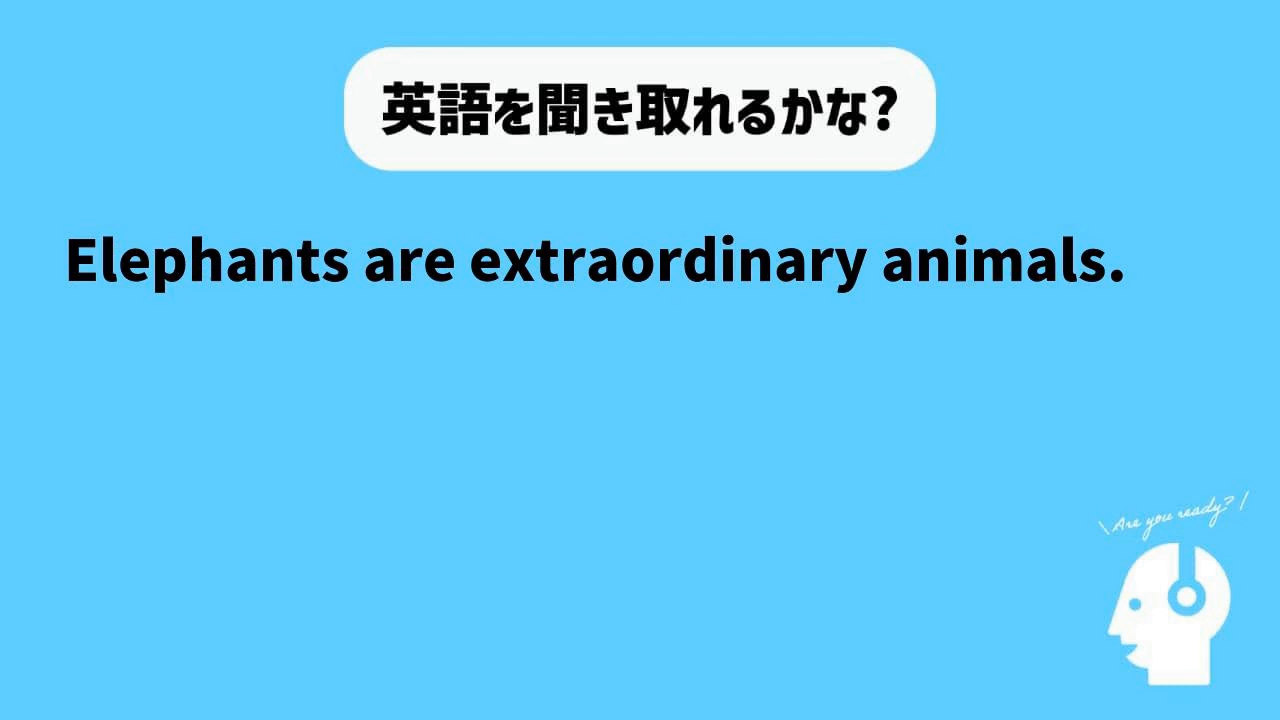 英語を聞き取れるかな?
Elephants are extraordinary animals.
\ Are you ready? /